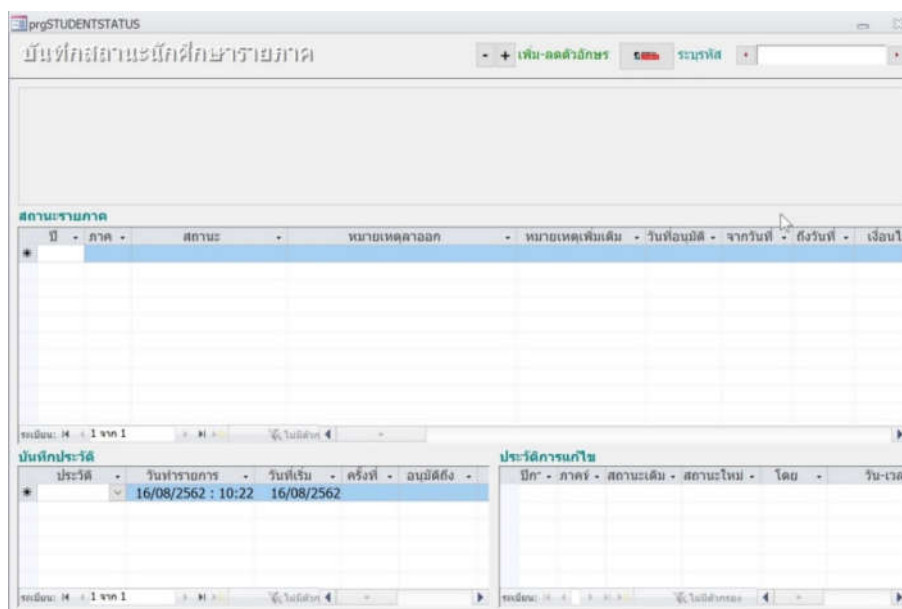 prgSTUDENTSTATUS
บันทึกสถานะนักศึกษารายภาค
- + เพิ่ม-ลดตัวอักษร ระบุรหัส
สถานะรายภาค
ปี ภาค สถานะ หมายเหตุลาออก หมายเหตุเพิ่มเติม วันที่อนุมัติ จากวันที่ ถึงวันที่
ระเบียน: 1 จาก 1
บันทึกประวัติ ประวัติการแก้ไข
ประวัติ วันทำรายการ วันที่เริ่ม ครั้งที่ อนุมัติถึง สถานะเดิม สถานะใหม่ โดย
16/08/2562 : 10:22 16/08/2562
ระเบียน: 1 จาก 1 ระเบียน: